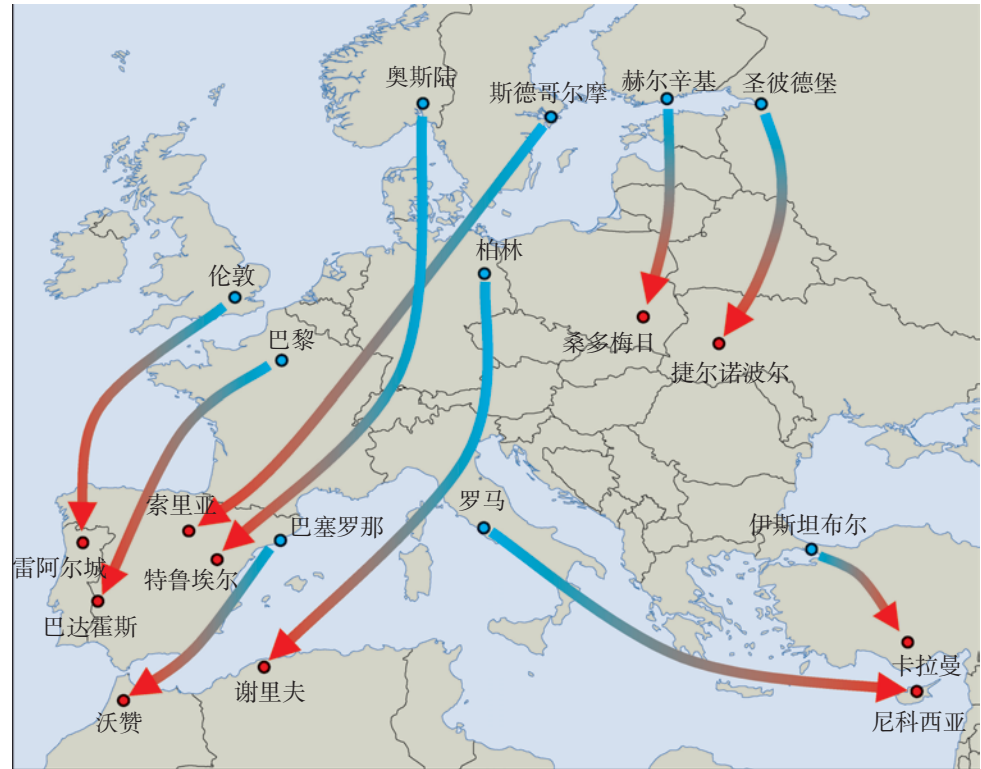 奥斯陆
斯德哥尔摩
赫尔辛基
圣彼德堡
柏林
伦敦
巴黎
桑多梅日
捷尔诺波尔
索里亚
巴塞罗那
罗马
伊斯坦布尔
雷阿尔城
特鲁埃尔
巴达霍斯
卡拉曼
谢里夫
沃赞
尼科西亚